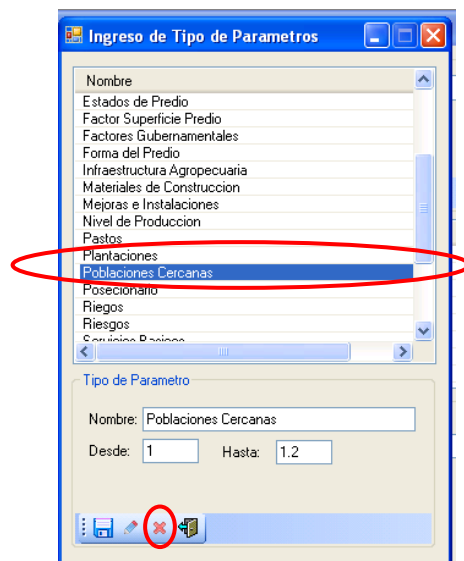 Ingreso de Tipo de Parametros
Nombre
Estados de Predio
Factor Superficie Predio
Factores Gubernamentales
Forma del Predio
Infraestructura Agropecuaria
Materiales de Construccion
Mejoras e Instalaciones
Nivel de Produccion
Pastos
Plantaciones
Poblaciones Cercanas
Posecionario
Riegos
Riesgos
Servicios Basicos
Tipo de Parametro
Nombre: Poblaciones Cercanas
Desde: 1 Hasta: 1.2